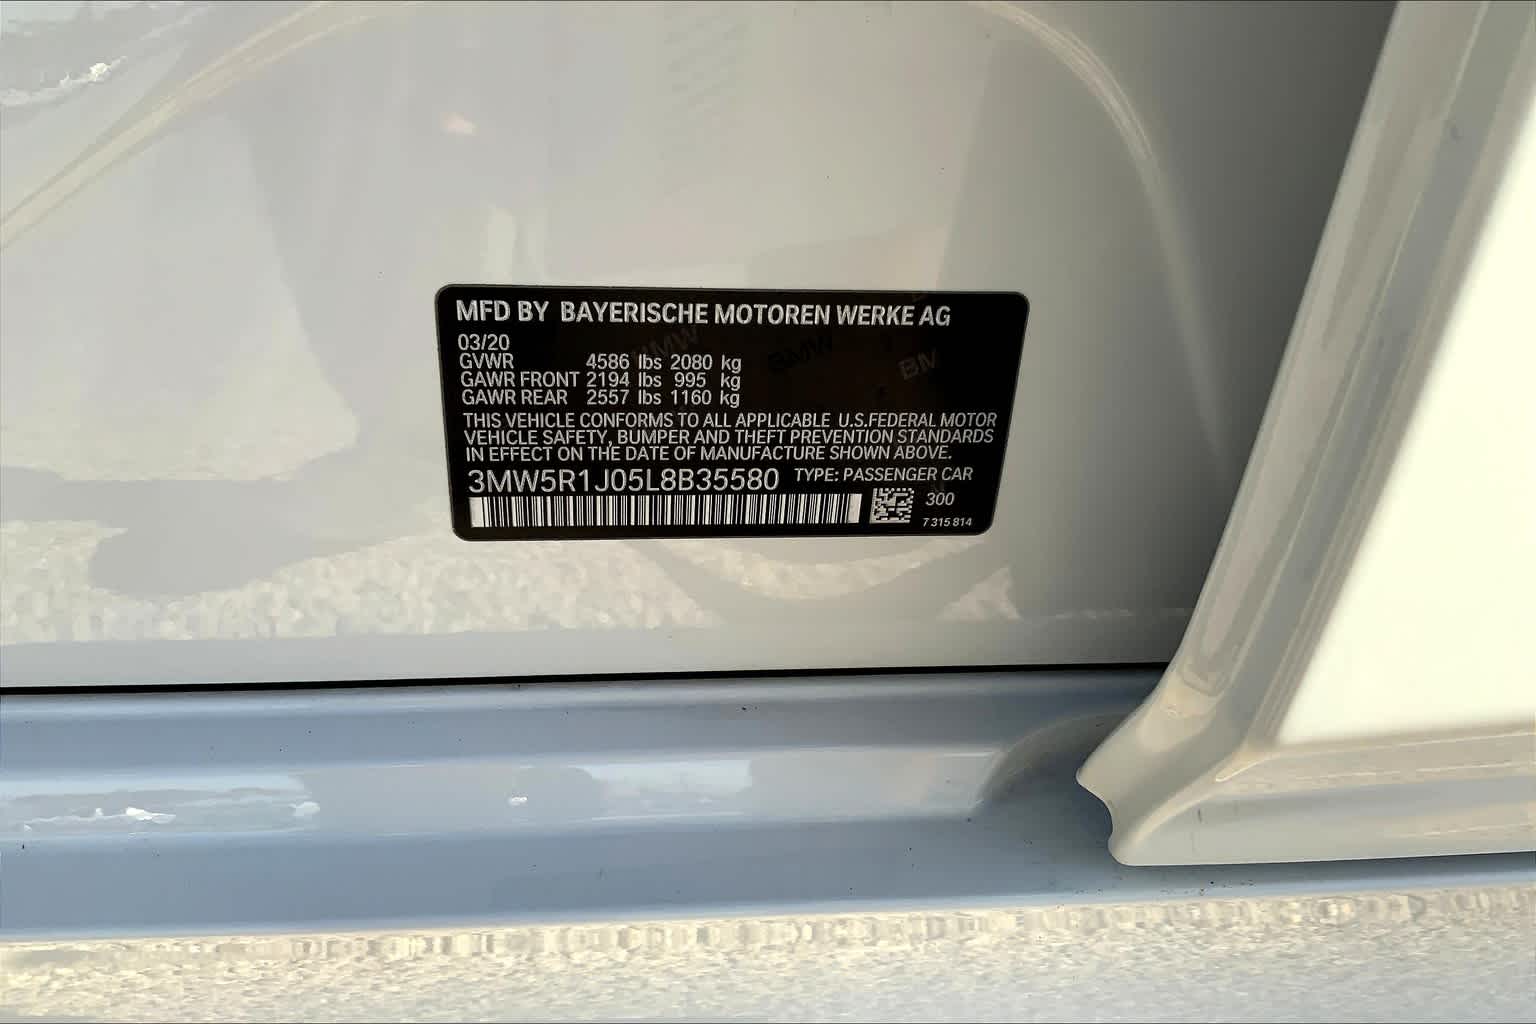 MFD BY BAYERISCHE MOTOREN WERKE AG
03/20
GVWR 4586 lbs 2080 kg
GAWR FRONT 2194 lbs 995 kg
GAWR REAR 2557 lbs 1160 kg
THIS VEHICLE CONFORMS TO ALL APPLICABLE U.S.FEDERAL MOTOR
VEHICLE SAFETY, BUMPER AND THEFT PREVENTION STANDARDS
IN EFFECT ON THE DATE OF MANUFACTURE SHOWN ABOVE.
3MW5R1J05L8B35580 TYPE: PASSENGER CAR
300
7 315 814